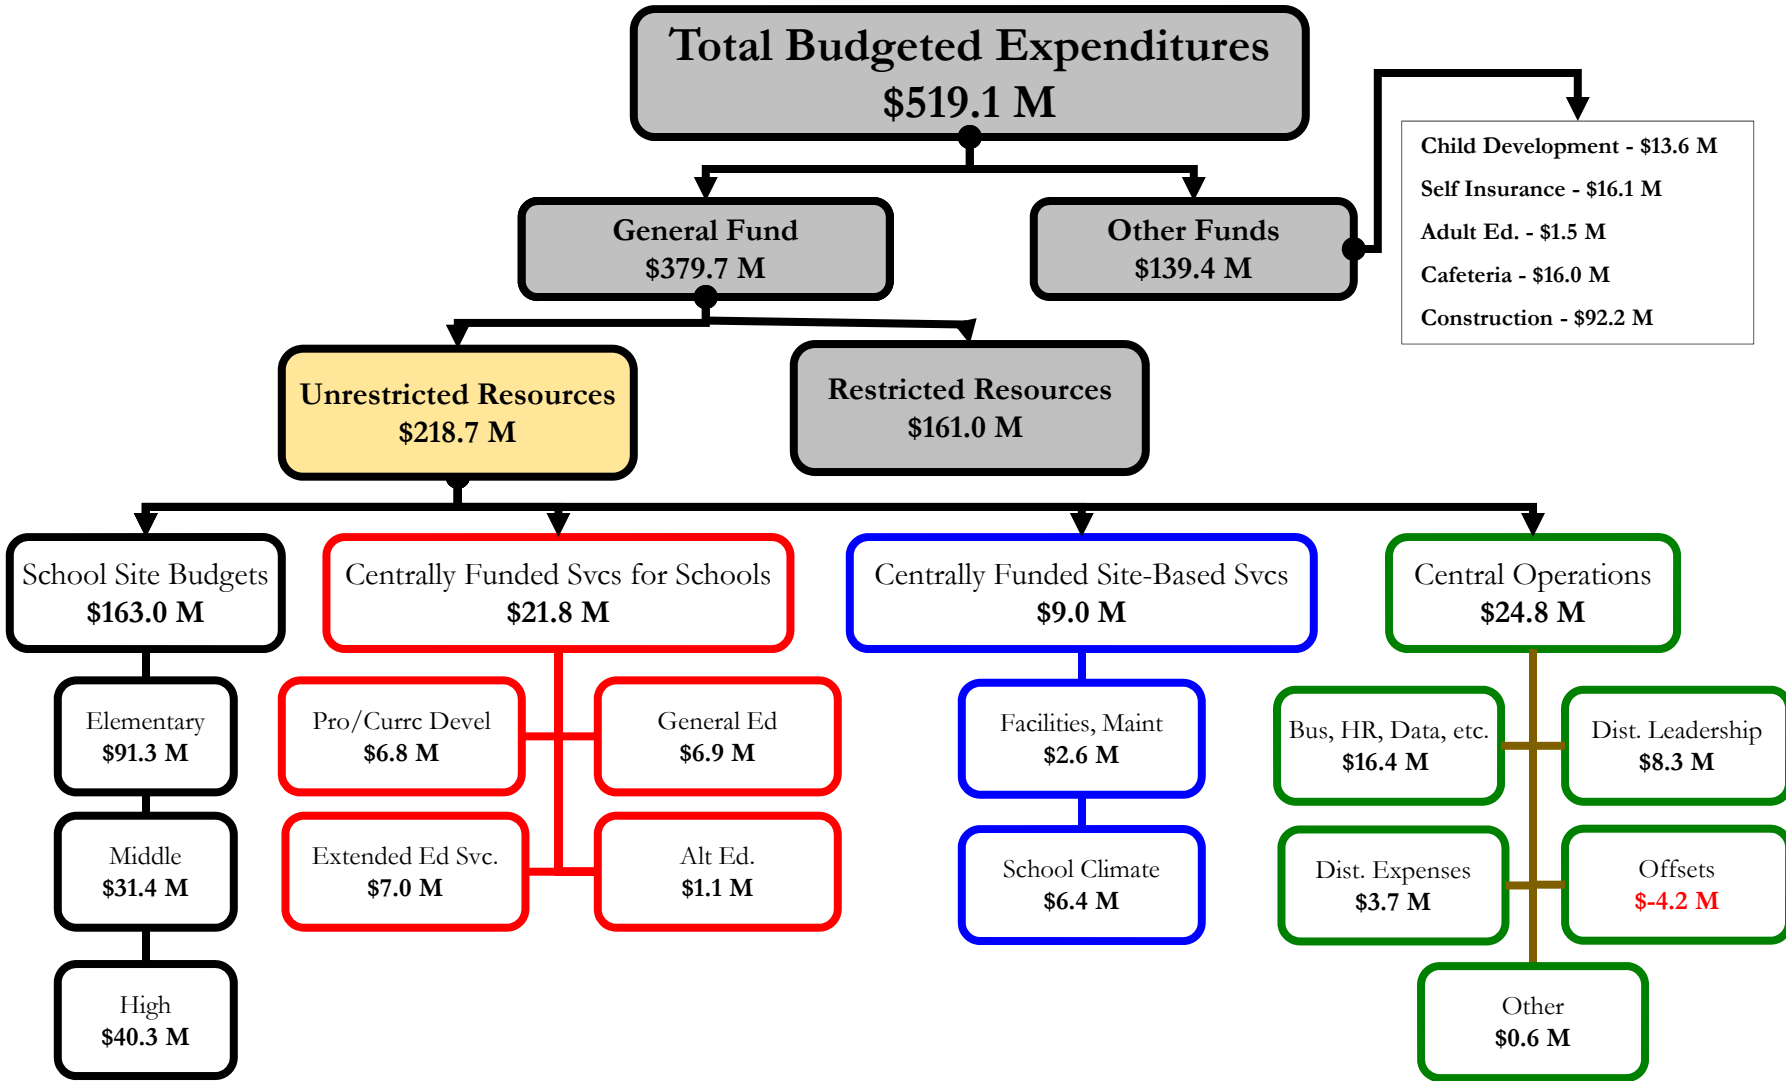 Total Budgeted Expenditures
$519.1 M
Child Development - $13.6 M
Self Insurance - $16.1 M
Adult Ed. - $1.5 M
Cafeteria - $16.0 M
Construction - $92.2 M
General Fund
$379.7 M
Other Funds
$139.4 M
Unrestricted Resources
$218.7 M
Restricted Resources
$161.0 M
School Site Budgets
$163.0 M
Centrally Funded Svcs for Schools
$21.8 M
Centrally Funded Site-Based Svcs
$9.0 M
Central Operations
$24.8 M
Elementary
$91.3 M
Pro/Currc Devel
$6.8 M
General Ed
$6.9 M
Facilities, Maint
$2.6 M
Bus, HR, Data, etc.
$16.4 M
Dist. Leadership
$8.3 M
Middle
$31.4 M
Extended Ed Svc.
$7.0 M
Alt Ed.
$1.1 M
School Climate
$6.4 M
Dist. Expenses
$3.7 M
Offsets
$-4.2 M
High
$40.3 M
Other
$0.6 M